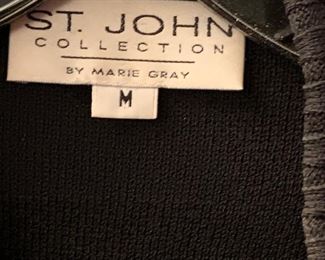 ST. JOHN
COLLECTION
BY MARIE GRAY
M